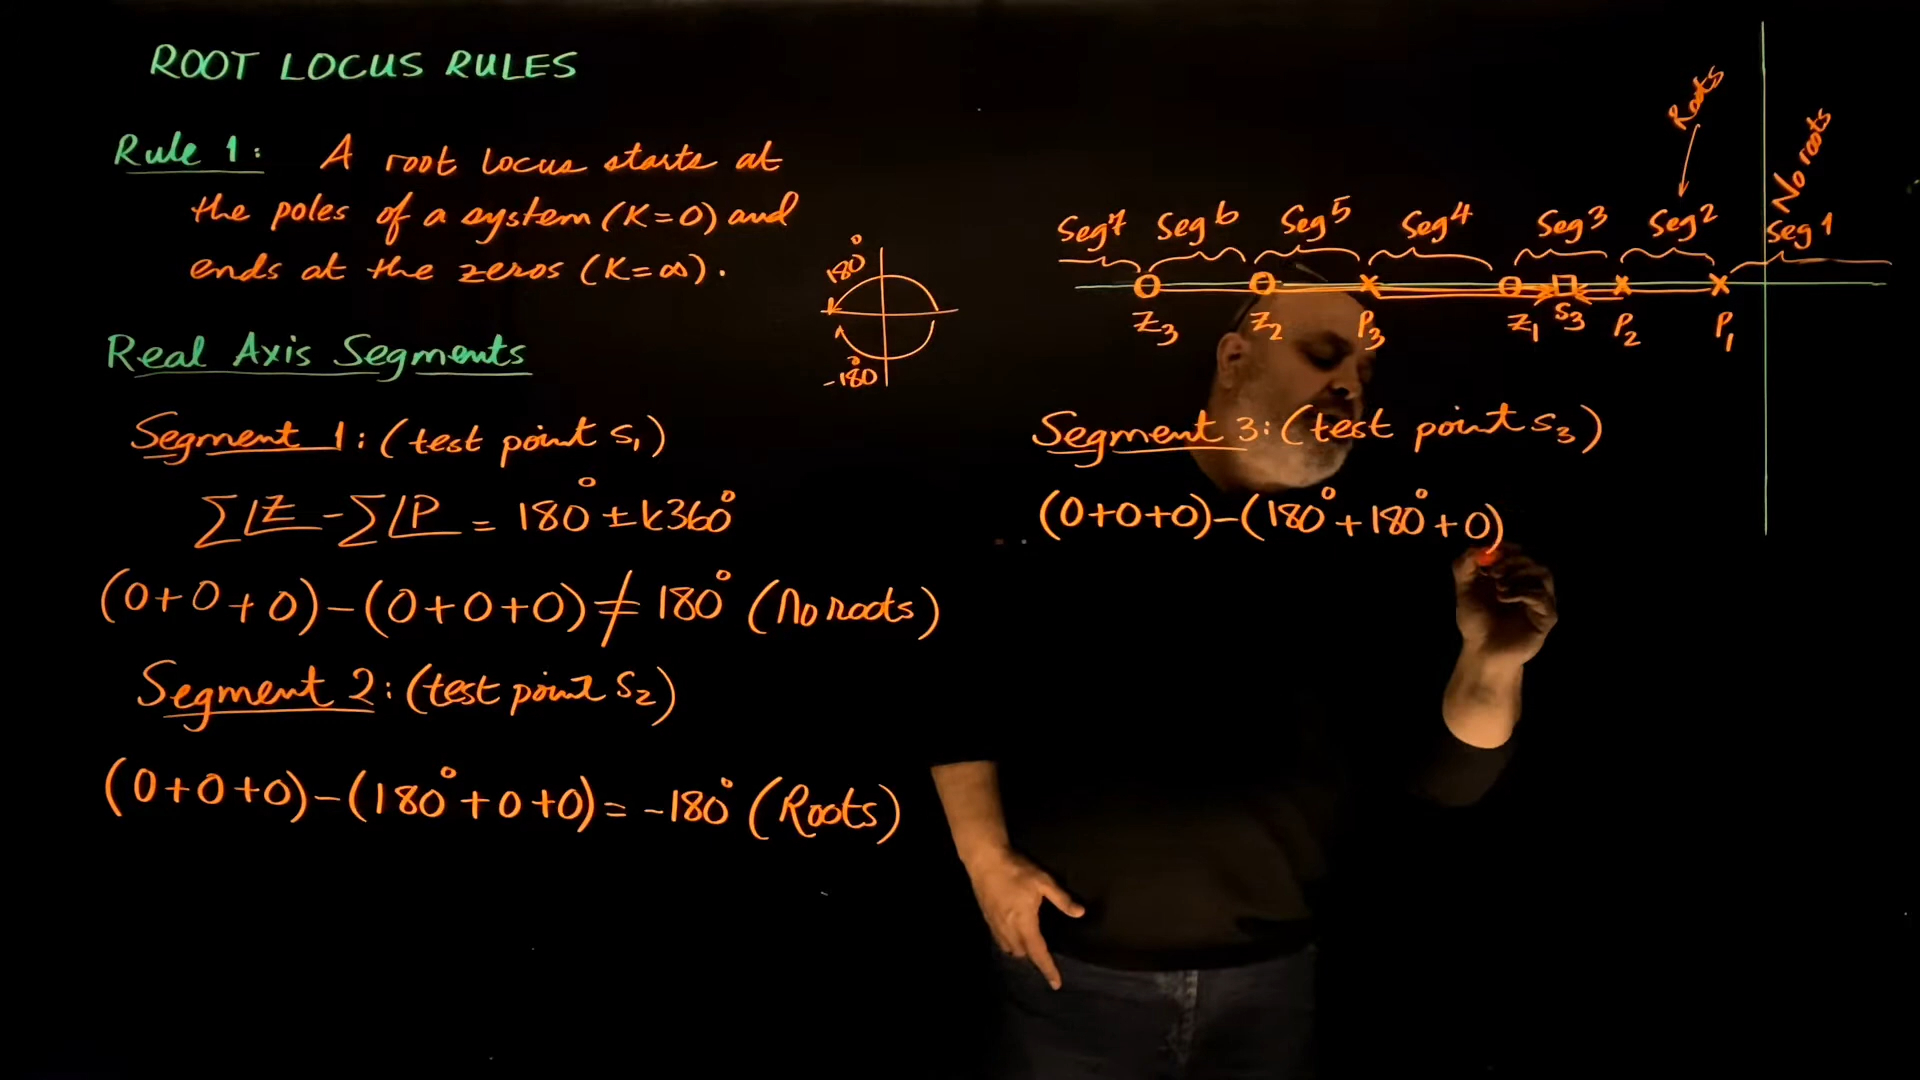 ROOT LOCUS RULES
Rule 1: A root locus starts at
the poles of a system (K=0) and
ends at the zeros (K=∞).
180°
-180°
Real Axis Segments
Segment 1: (test point s₁)
∑∠Z - ∑∠P = 180° ± k360°
(0+0+0)-(0+0+0) ≠ 180° (No roots)
Segment 2: (test point s₂)
(0+0+0)-(180°+0+0) = -180° (Roots)
Roots
No roots
Seg7 Seg6 Seg5 Seg4 Seg3 Seg2 Seg1
Z₃ Z₂ P₃ Z₁ S₃ P₂ P₁
Segment 3: (test point s₃)
(0+0+0)-(180°+180°+0)